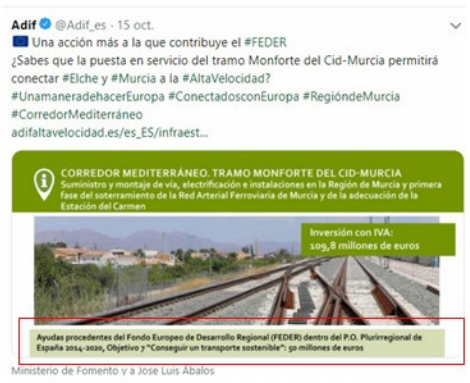 Adif @Adif_es · 15 oct.
Una acción más a la que contribuye el #FEDER
¿Sabes que la puesta en servicio del tramo Monforte del Cid-Murcia permitirá
conectar #Elche y #Murcia a la #AltaVelocidad?
#UnamaneradehacerEuropa #ConectadosconEuropa #RegióndeMurcia
#CorredorMediterráneo
adifaltavelocidad.es/es_ES/infraest...
CORREDOR MEDITERRÁNEO. TRAMO MONFORTE DEL CID-MURCIA
Suministro y montaje de vía, electrificación e instalaciones en la Región de Murcia y primera
fase del soterramiento de la Red Arterial Ferroviaria de Murcia y de la adecuación de la
Estación del Carmen
Inversión con IVA:
109,8 millones de euros
Ayudas procedentes del Fondo Europeo de Desarrollo Regional (FEDER) dentro del P.O. Plurirregional de
España 2014-2020, Objetivo 7 "Conseguir un transporte sostenible": 50 millones de euros
Ministerio de Fomento y a Jose Luis Ábalos